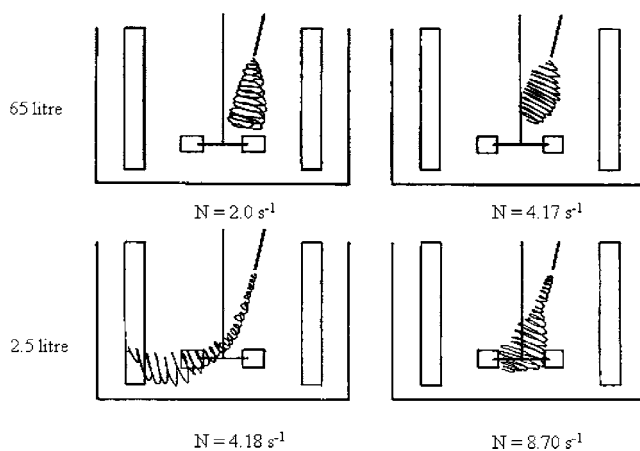 65 litre
N = 2.0 s⁻¹
N = 4.17 s⁻¹
2.5 litre
N = 4.18 s⁻¹
N = 8.70 s⁻¹